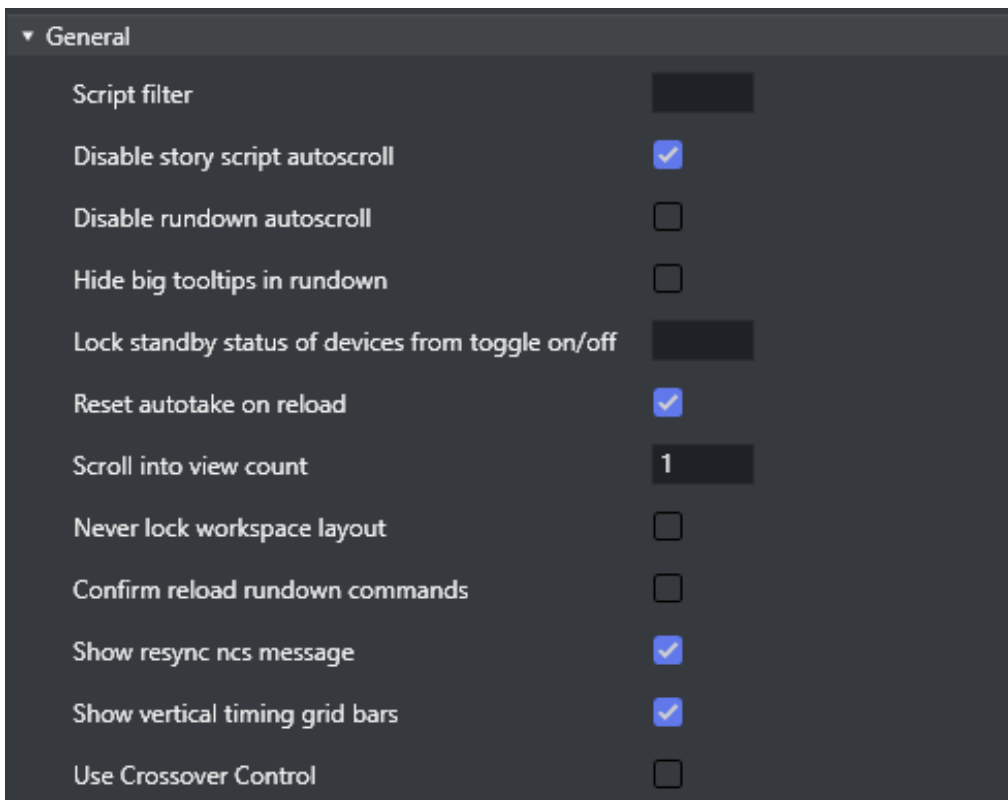 General
Script filter
Disable story script autoscroll
Disable rundown autoscroll
Hide big tooltips in rundown
Lock standby status of devices from toggle on/off
Reset autotake on reload
Scroll into view count 1
Never lock workspace layout
Confirm reload rundown commands
Show resync ncs message
Show vertical timing grid bars
Use Crossover Control